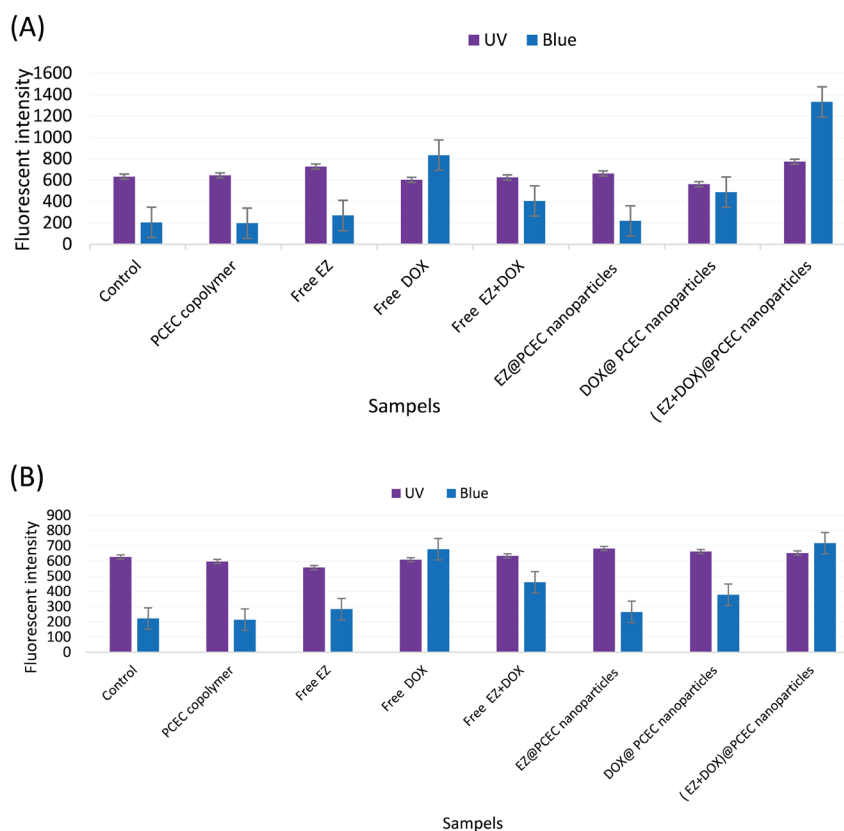 (A)
UV Blue
Fluorescent intensity
1600
1400
1200
1000
800
600
400
200
0
Control
PCEC copolymer
Free EZ
Free DOX
Free EZ+DOX
EZ@PCEC nanoparticles
DOX@ PCEC nanoparticles
( EZ+DOX)@PCEC nanoparticles
Sampels
(B)
UV Blue
Fluorescent intensity
900
800
700
600
500
400
300
200
100
0
Control
PCEC copolymer
Free EZ
Free DOX
Free EZ+DOX
EZ@PCEC nanoparticles
DOX@ PCEC nanoparticles
( EZ+DOX)@PCEC nanoparticles
Sampels